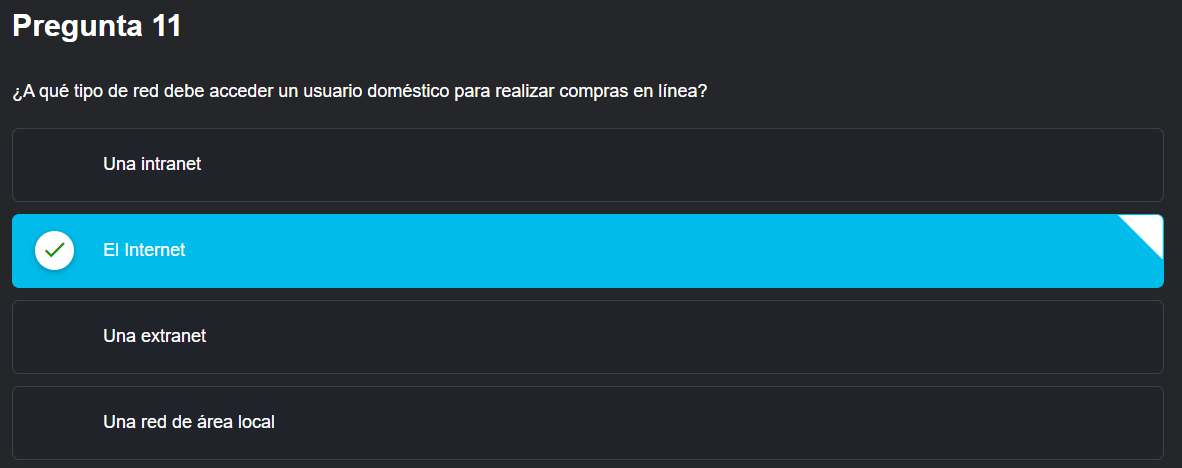 Pregunta 11
¿A qué tipo de red debe acceder un usuario doméstico para realizar compras en línea?
Una intranet
El Internet
Una extranet
Una red de área local